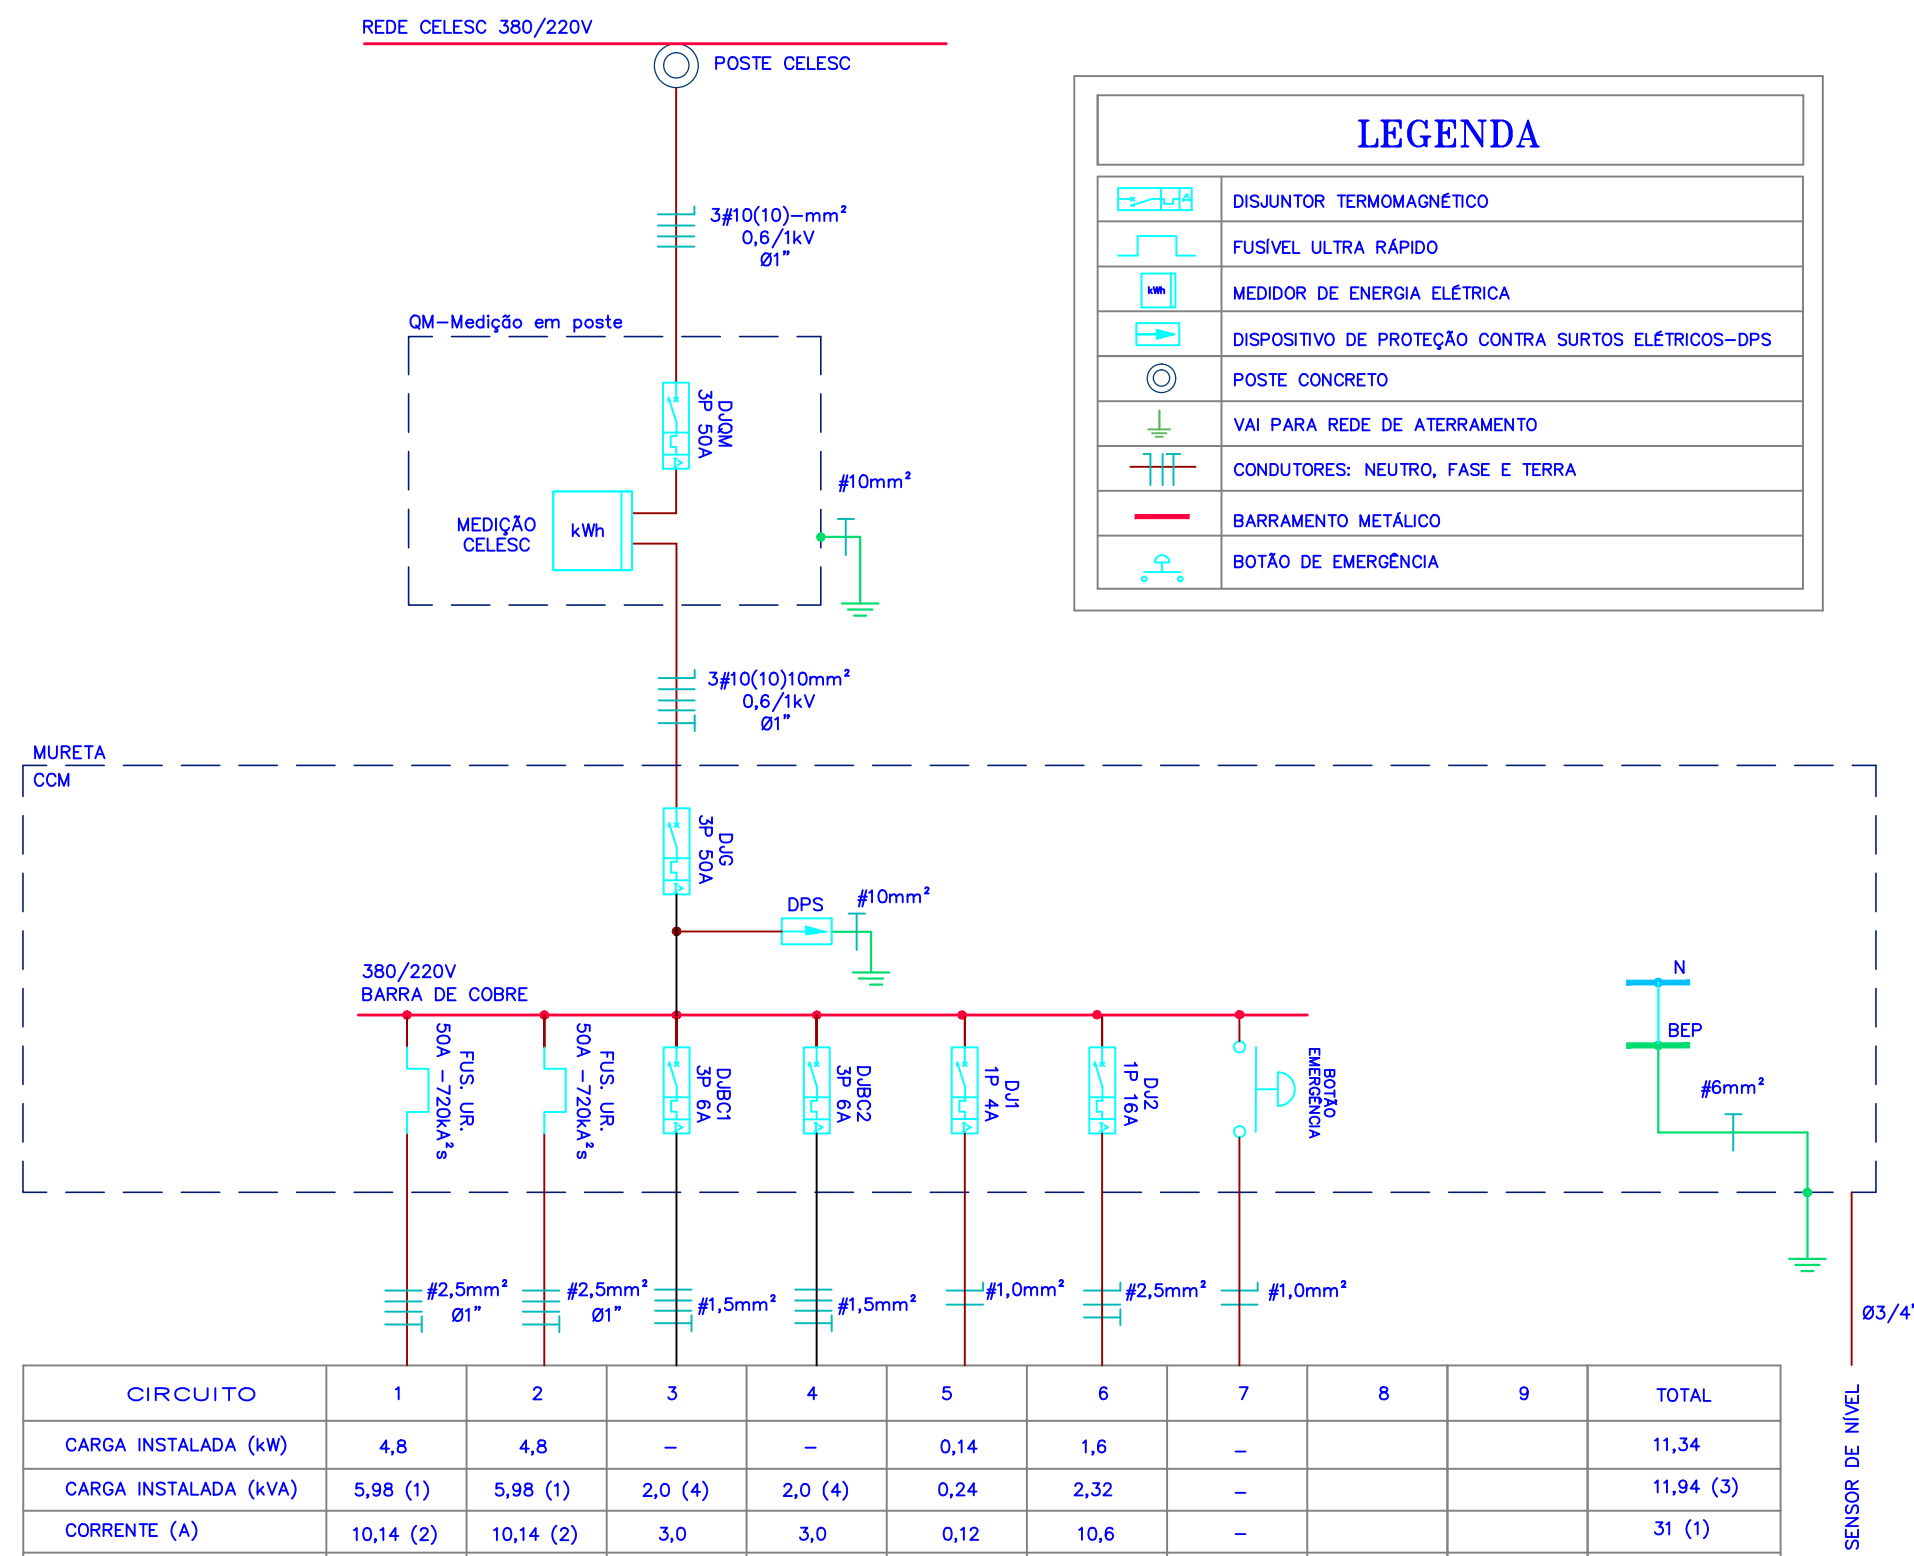 REDE CELESC 380/220V
POSTE CELESC
3#10(10)-mm²
0,6/1kV
Ø1"
QM-Medição em poste
DJQM
3P 50A
#10mm²
MEDIÇÃO
CELESC
kWh
3#10(10)10mm²
0,6/1kV
Ø1"
LEGENDA
DISJUNTOR TERMOMAGNÉTICO
FUSÍVEL ULTRA RÁPIDO
kWh
MEDIDOR DE ENERGIA ELÉTRICA
DISPOSITIVO DE PROTEÇÃO CONTRA SURTOS ELÉTRICOS-DPS
POSTE CONCRETO
VAI PARA REDE DE ATERRAMENTO
CONDUTORES: NEUTRO, FASE E TERRA
BARRAMENTO METÁLICO
BOTÃO DE EMERGÊNCIA
MURETA
CCM
DJG
3P 50A
DPS
#10mm²
380/220V
BARRA DE COBRE
FUS. UR.
50A -720kA²s
FUS. UR.
50A -720kA²s
DJBC1
3P 6A
DJBC2
3P 6A
DJ1
1P 4A
DJ2
1P 16A
BOTÃO
EMERGÊNCIA
N
BEP
#6mm²
#2,5mm²
Ø1"
#2,5mm²
Ø1"
#1,5mm²
#1,5mm²
#1,0mm²
#2,5mm²
#1,0mm²
Ø3/4'
SENSOR DE NÍVEL
CIRCUITO 1 2 3 4 5 6 7 8 9 TOTAL
CARGA INSTALADA (kW) 4,8 4,8 - - 0,14 1,6 - 11,34
CARGA INSTALADA (kVA) 5,98 (1) 5,98 (1) 2,0 (4) 2,0 (4) 0,24 2,32 - 11,94 (3)
CORRENTE (A) 10,14 (2) 10,14 (2) 3,0 3,0 0,12 10,6 - 31 (1)